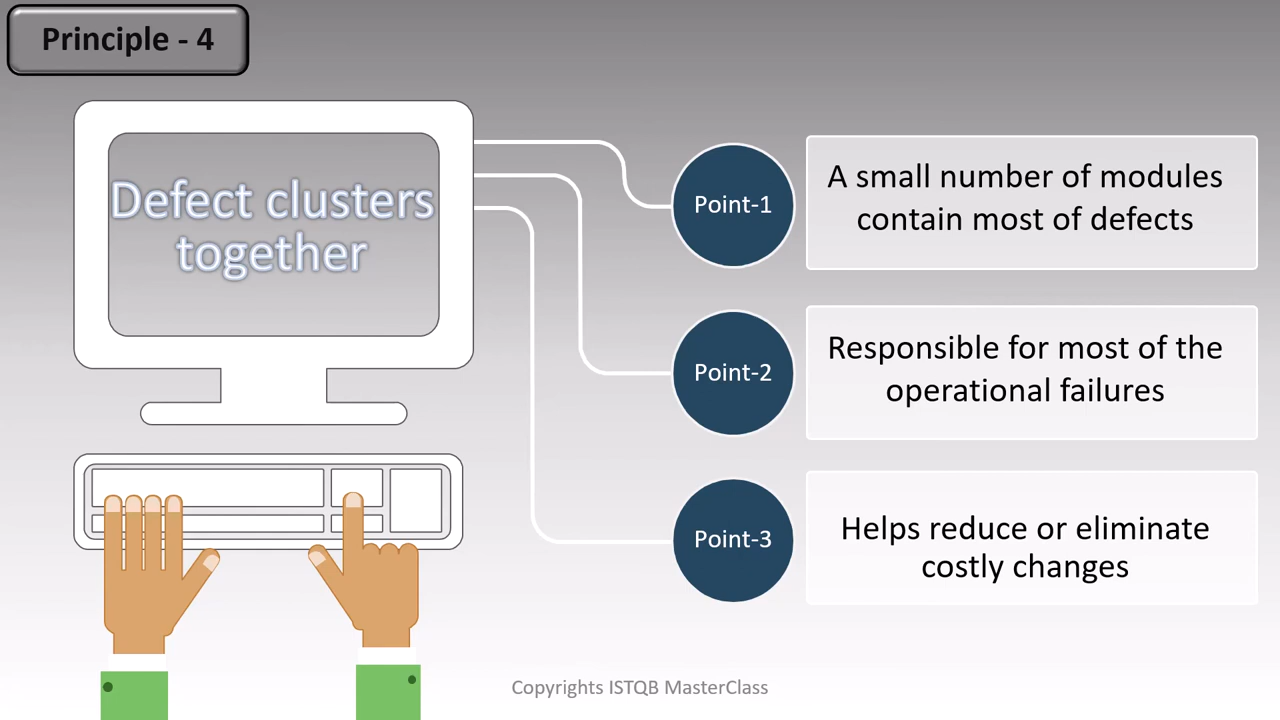 Principle - 4
Defect clusters
together
Point-1
A small number of modules
contain most of defects
Point-2
Responsible for most of the
operational failures
Point-3
Helps reduce or eliminate
costly changes
Copyrights ISTQB MasterClass